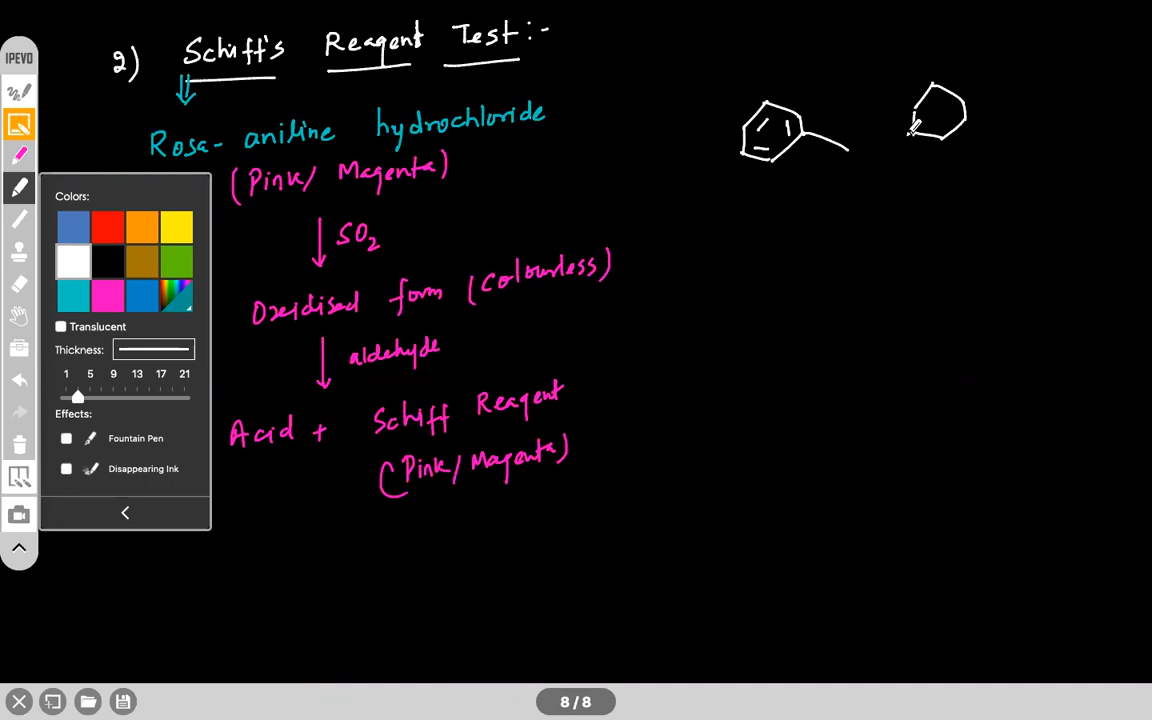 2) Schiff's Reagent Test :-
Rosa-aniline hydrochloride
(Pink/ Magenta)
SO2
Oxidised form (Colourless)
aldehyde
Acid + Schiff Reagent
(Pink/Magenta)
IPEVO
Colors:
Translucent
Thickness:
1 5 9 13 17 21
Effects:
Fountain Pen
Disappearing Ink
8 / 8